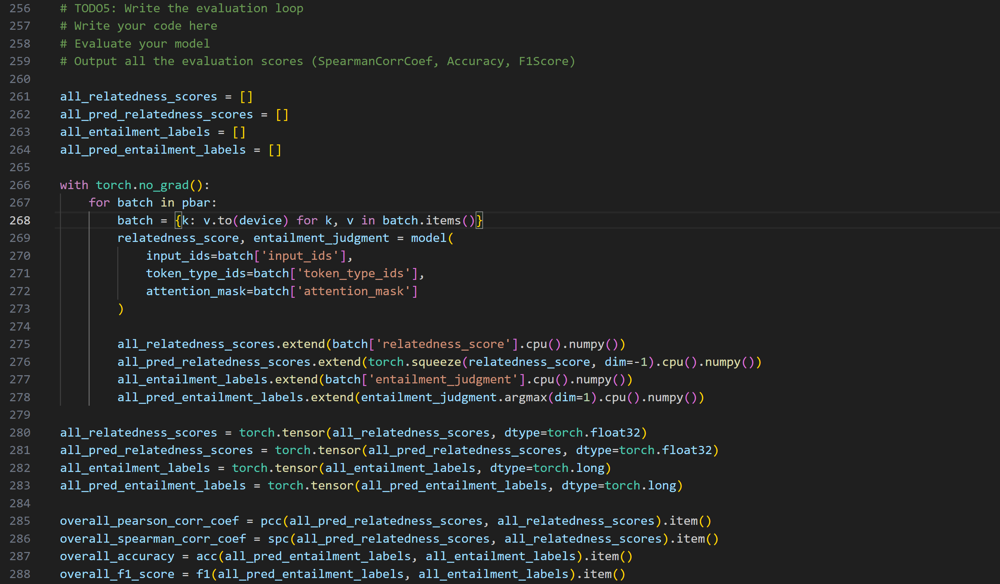 256 # TODO5: Write the evaluation loop
257 # Write your code here
258 # Evaluate your model
259 # Output all the evaluation scores (SpearmanCorrCoef, Accuracy, F1Score)
260
261 all_relatedness_scores = []
262 all_pred_relatedness_scores = []
263 all_entailment_labels = []
264 all_pred_entailment_labels = []
265
266 with torch.no_grad():
267     for batch in pbar:
268         batch = {k: v.to(device) for k, v in batch.items()}
269         relatedness_score, entailment_judgment = model(
270             input_ids=batch['input_ids'],
271             token_type_ids=batch['token_type_ids'],
272             attention_mask=batch['attention_mask']
273         )
274
275         all_relatedness_scores.extend(batch['relatedness_score'].cpu().numpy())
276         all_pred_relatedness_scores.extend(torch.squeeze(relatedness_score, dim=-1).cpu().numpy())
277         all_entailment_labels.extend(batch['entailment_judgment'].cpu().numpy())
278         all_pred_entailment_labels.extend(entailment_judgment.argmax(dim=1).cpu().numpy())
279
280 all_relatedness_scores = torch.tensor(all_relatedness_scores, dtype=torch.float32)
281 all_pred_relatedness_scores = torch.tensor(all_pred_relatedness_scores, dtype=torch.float32)
282 all_entailment_labels = torch.tensor(all_entailment_labels, dtype=torch.long)
283 all_pred_entailment_labels = torch.tensor(all_pred_entailment_labels, dtype=torch.long)
284
285 overall_pearson_corr_coef = pcc(all_pred_relatedness_scores, all_relatedness_scores).item()
286 overall_spearman_corr_coef = spc(all_pred_relatedness_scores, all_relatedness_scores).item()
287 overall_accuracy = acc(all_pred_entailment_labels, all_entailment_labels).item()
288 overall_f1_score = f1(all_pred_entailment_labels, all_entailment_labels).item()